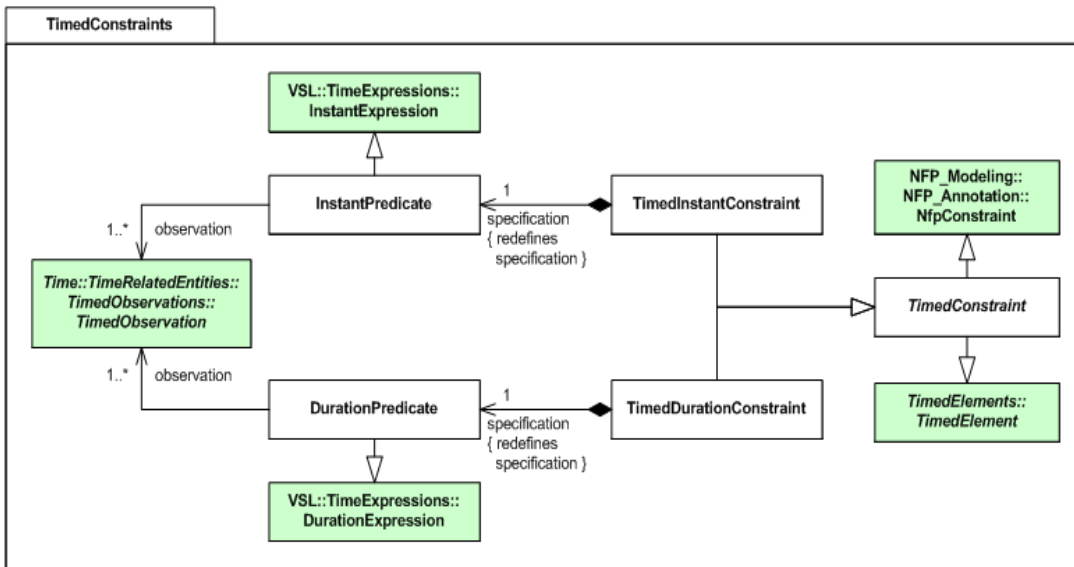 TimedConstraints
VSL::TimeExpressions::
InstantExpression
InstantPredicate
1
specification
{ redefines
specification }
TimedInstantConstraint
NFP_Modeling::
NFP_Annotation::
NfpConstraint
1..* observation
Time::TimeRelatedEntities::
TimedObservations::
TimedObservation
TimedConstraint
1..* observation
DurationPredicate
1
specification
{ redefines
specification }
TimedDurationConstraint
TimedElements::
TimedElement
VSL::TimeExpressions::
DurationExpression